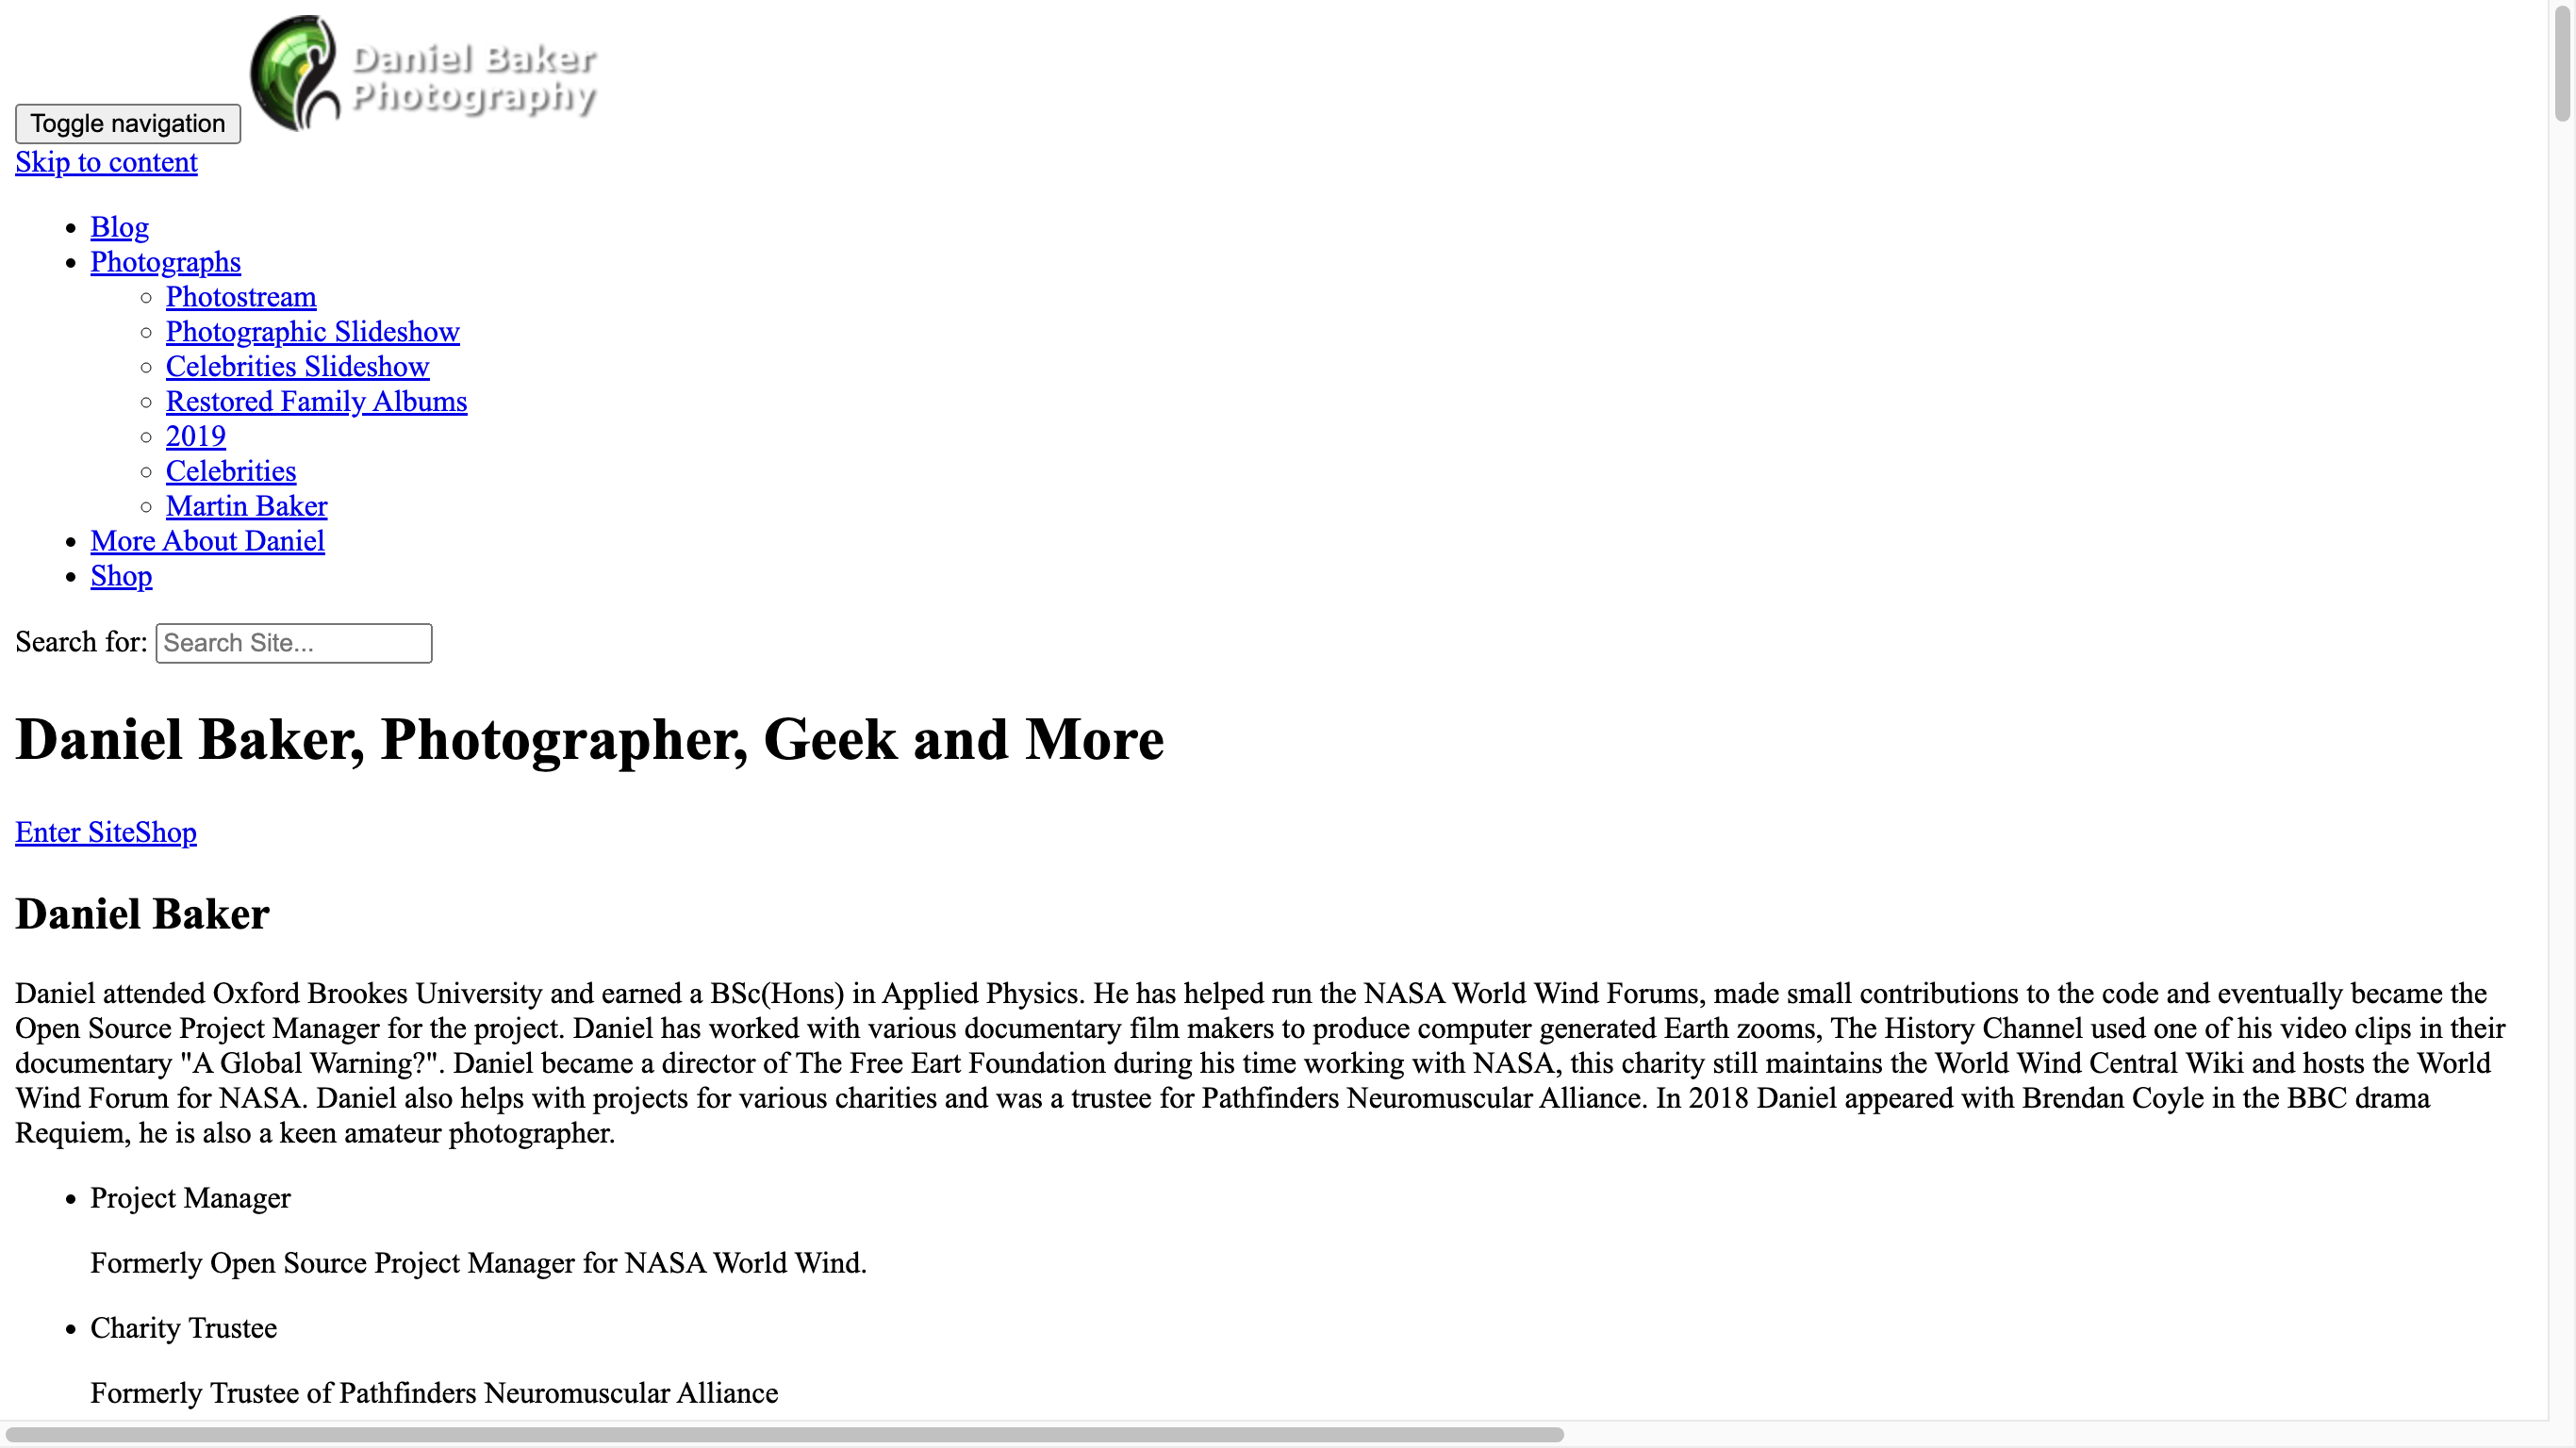 Daniel Baker
Photography
Toggle navigation
Skip to content
Blog
Photographs
Photostream
Photographic Slideshow
Celebrities Slideshow
Restored Family Albums
2019
Celebrities
Martin Baker
More About Daniel
Shop
Search for: Search Site...
Daniel Baker, Photographer, Geek and More
Enter SiteShop
Daniel Baker
Daniel attended Oxford Brookes University and earned a BSc(Hons) in Applied Physics. He has helped run the NASA World Wind Forums, made small contributions to the code and eventually became the
Open Source Project Manager for the project. Daniel has worked with various documentary film makers to produce computer generated Earth zooms, The History Channel used one of his video clips in their
documentary "A Global Warning?". Daniel became a director of The Free Eart Foundation during his time working with NASA, this charity still maintains the World Wind Central Wiki and hosts the World
Wind Forum for NASA. Daniel also helps with projects for various charities and was a trustee for Pathfinders Neuromuscular Alliance. In 2018 Daniel appeared with Brendan Coyle in the BBC drama
Requiem, he is also a keen amateur photographer.
Project Manager
Formerly Open Source Project Manager for NASA World Wind.
Charity Trustee
Formerly Trustee of Pathfinders Neuromuscular Alliance